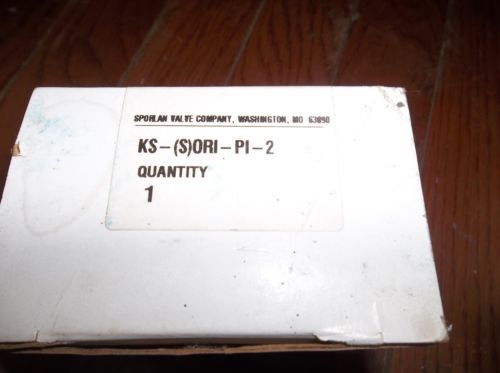 SPORLAN VALVE COMPANY, WASHINGTON, MO 63090
KS-(S)ORI-PI-2
QUANTITY
1